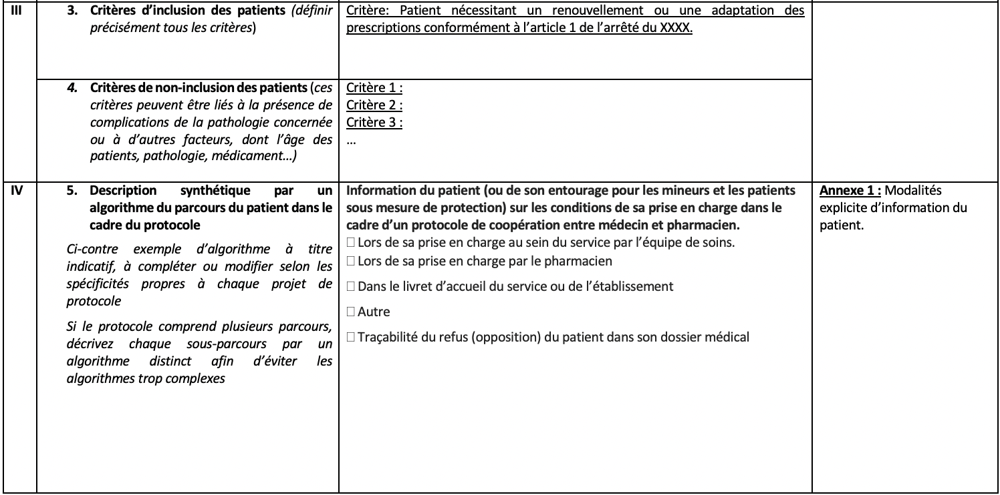 III
3. Critères d’inclusion des patients (définir
précisément tous les critères)
Critère: Patient nécessitant un renouvellement ou une adaptation des
prescriptions conformément à l’article 1 de l’arrêté du XXXX.
4. Critères de non-inclusion des patients (ces
critères peuvent être liés à la présence de
complications de la pathologie concernée
ou à d’autres facteurs, dont l’âge des
patients, pathologie, médicament…)
Critère 1 :
Critère 2 :
Critère 3 :
…
IV
5. Description synthétique par un
algorithme du parcours du patient dans le
cadre du protocole
Ci-contre exemple d’algorithme à titre
indicatif, à compléter ou modifier selon les
spécificités propres à chaque projet de
protocole
Si le protocole comprend plusieurs parcours,
décrivez chaque sous-parcours par un
algorithme distinct afin d’éviter les
algorithmes trop complexes
Information du patient (ou de son entourage pour les mineurs et les patients
sous mesure de protection) sur les conditions de sa prise en charge dans le
cadre d’un protocole de coopération entre médecin et pharmacien.
☐ Lors de sa prise en charge au sein du service par l’équipe de soins.
☐ Lors de sa prise en charge par le pharmacien
☐ Dans le livret d’accueil du service ou de l’établissement
☐ Autre
☐ Traçabilité du refus (opposition) du patient dans son dossier médical
Annexe 1 : Modalités
explicite d’information du
patient.